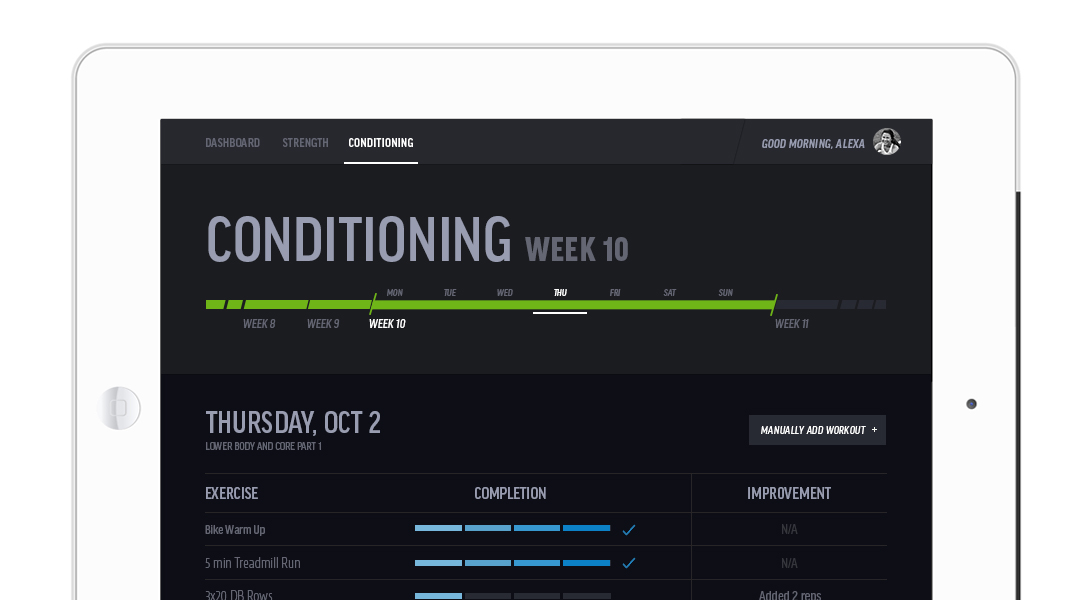 DASHBOARD STRENGTH CONDITIONING GOOD MORNING, ALEXA
CONDITIONING WEEK 10
MON TUE WED THU FRI SAT SUN
WEEK 8 WEEK 9 WEEK 10 WEEK 11
THURSDAY, OCT 2
LOWER BODY AND CORE PART 1
MANUALLY ADD WORKOUT +
EXERCISE COMPLETION IMPROVEMENT
Bike Warm Up N/A
5 min Treadmill Run N/A
3x20 DB Rows Added 2 reps